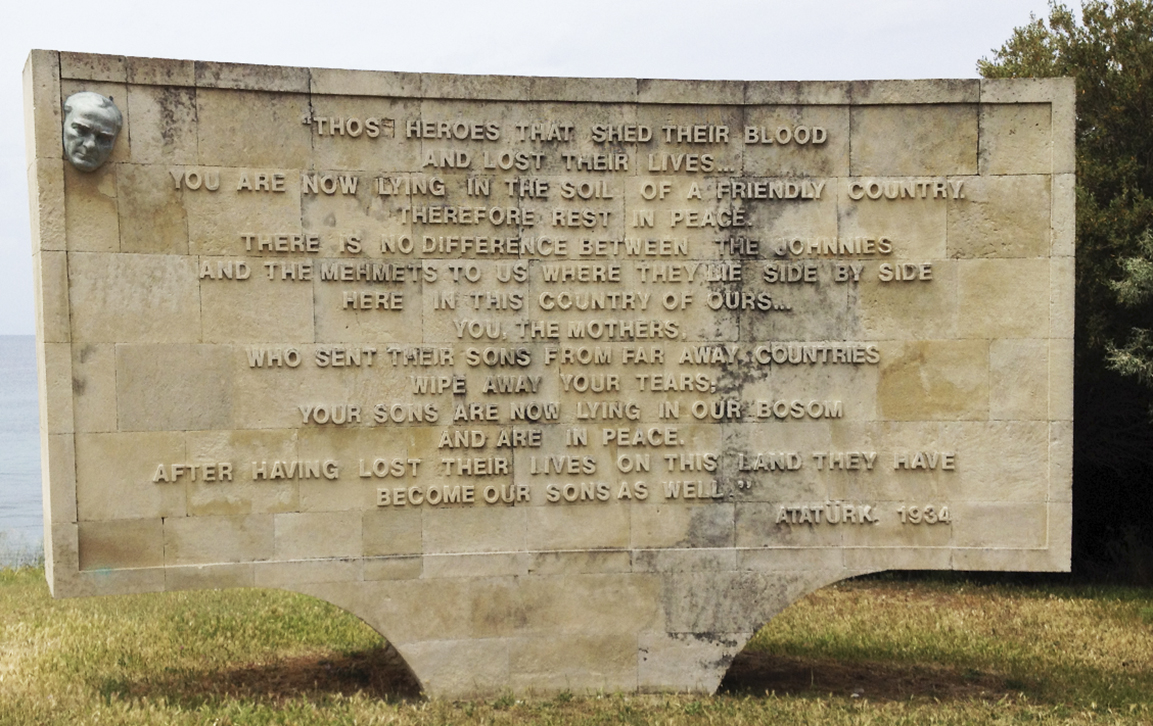 "THOSE HEROES THAT SHED THEIR BLOOD
AND LOST THEIR LIVES...
YOU ARE NOW LYING IN THE SOIL OF A FRIENDLY COUNTRY.
THEREFORE REST IN PEACE.
THERE IS NO DIFFERENCE BETWEEN THE JOHNNIES
AND THE MEHMETS TO US WHERE THEY LIE SIDE BY SIDE
HERE IN THIS COUNTRY OF OURS...
YOU, THE MOTHERS,
WHO SENT THEIR SONS FROM FAR AWAY COUNTRIES
WIPE AWAY YOUR TEARS;
YOUR SONS ARE NOW LYING IN OUR BOSOM
AND ARE IN PEACE.
AFTER HAVING LOST THEIR LIVES ON THIS LAND THEY HAVE
BECOME OUR SONS AS WELL."
ATATÜRK. 1934